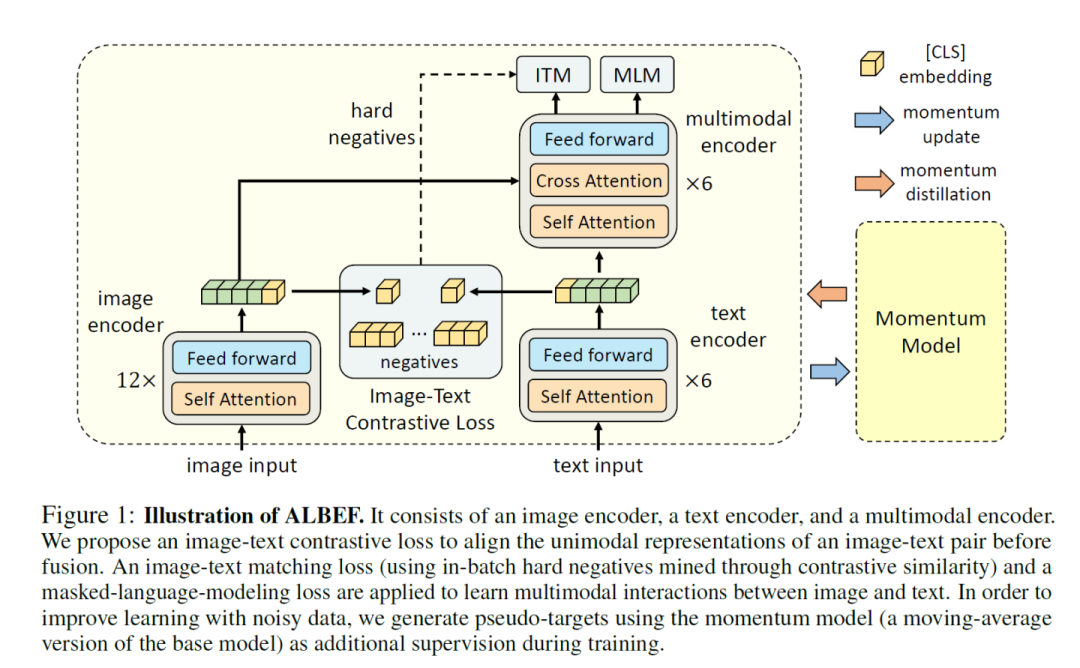 [CLS]
embedding
momentum
update
momentum
distillation
ITM
MLM
hard
negatives
multimodal
encoder
Feed forward
Cross Attention
×6
Self Attention
image
encoder
Feed forward
12×
Self Attention
...
negatives
Image-Text
Contrastive Loss
text
encoder
Feed forward
×6
Self Attention
Momentum
Model
image input
text input
Figure 1: Illustration of ALBEF. It consists of an image encoder, a text encoder, and a multimodal encoder.
We propose an image-text contrastive loss to align the unimodal representations of an image-text pair before
fusion. An image-text matching loss (using in-batch hard negatives mined through contrastive similarity) and a
masked-language-modeling loss are applied to learn multimodal interactions between image and text. In order to
improve learning with noisy data, we generate pseudo-targets using the momentum model (a moving-average
version of the base model) as additional supervision during training.